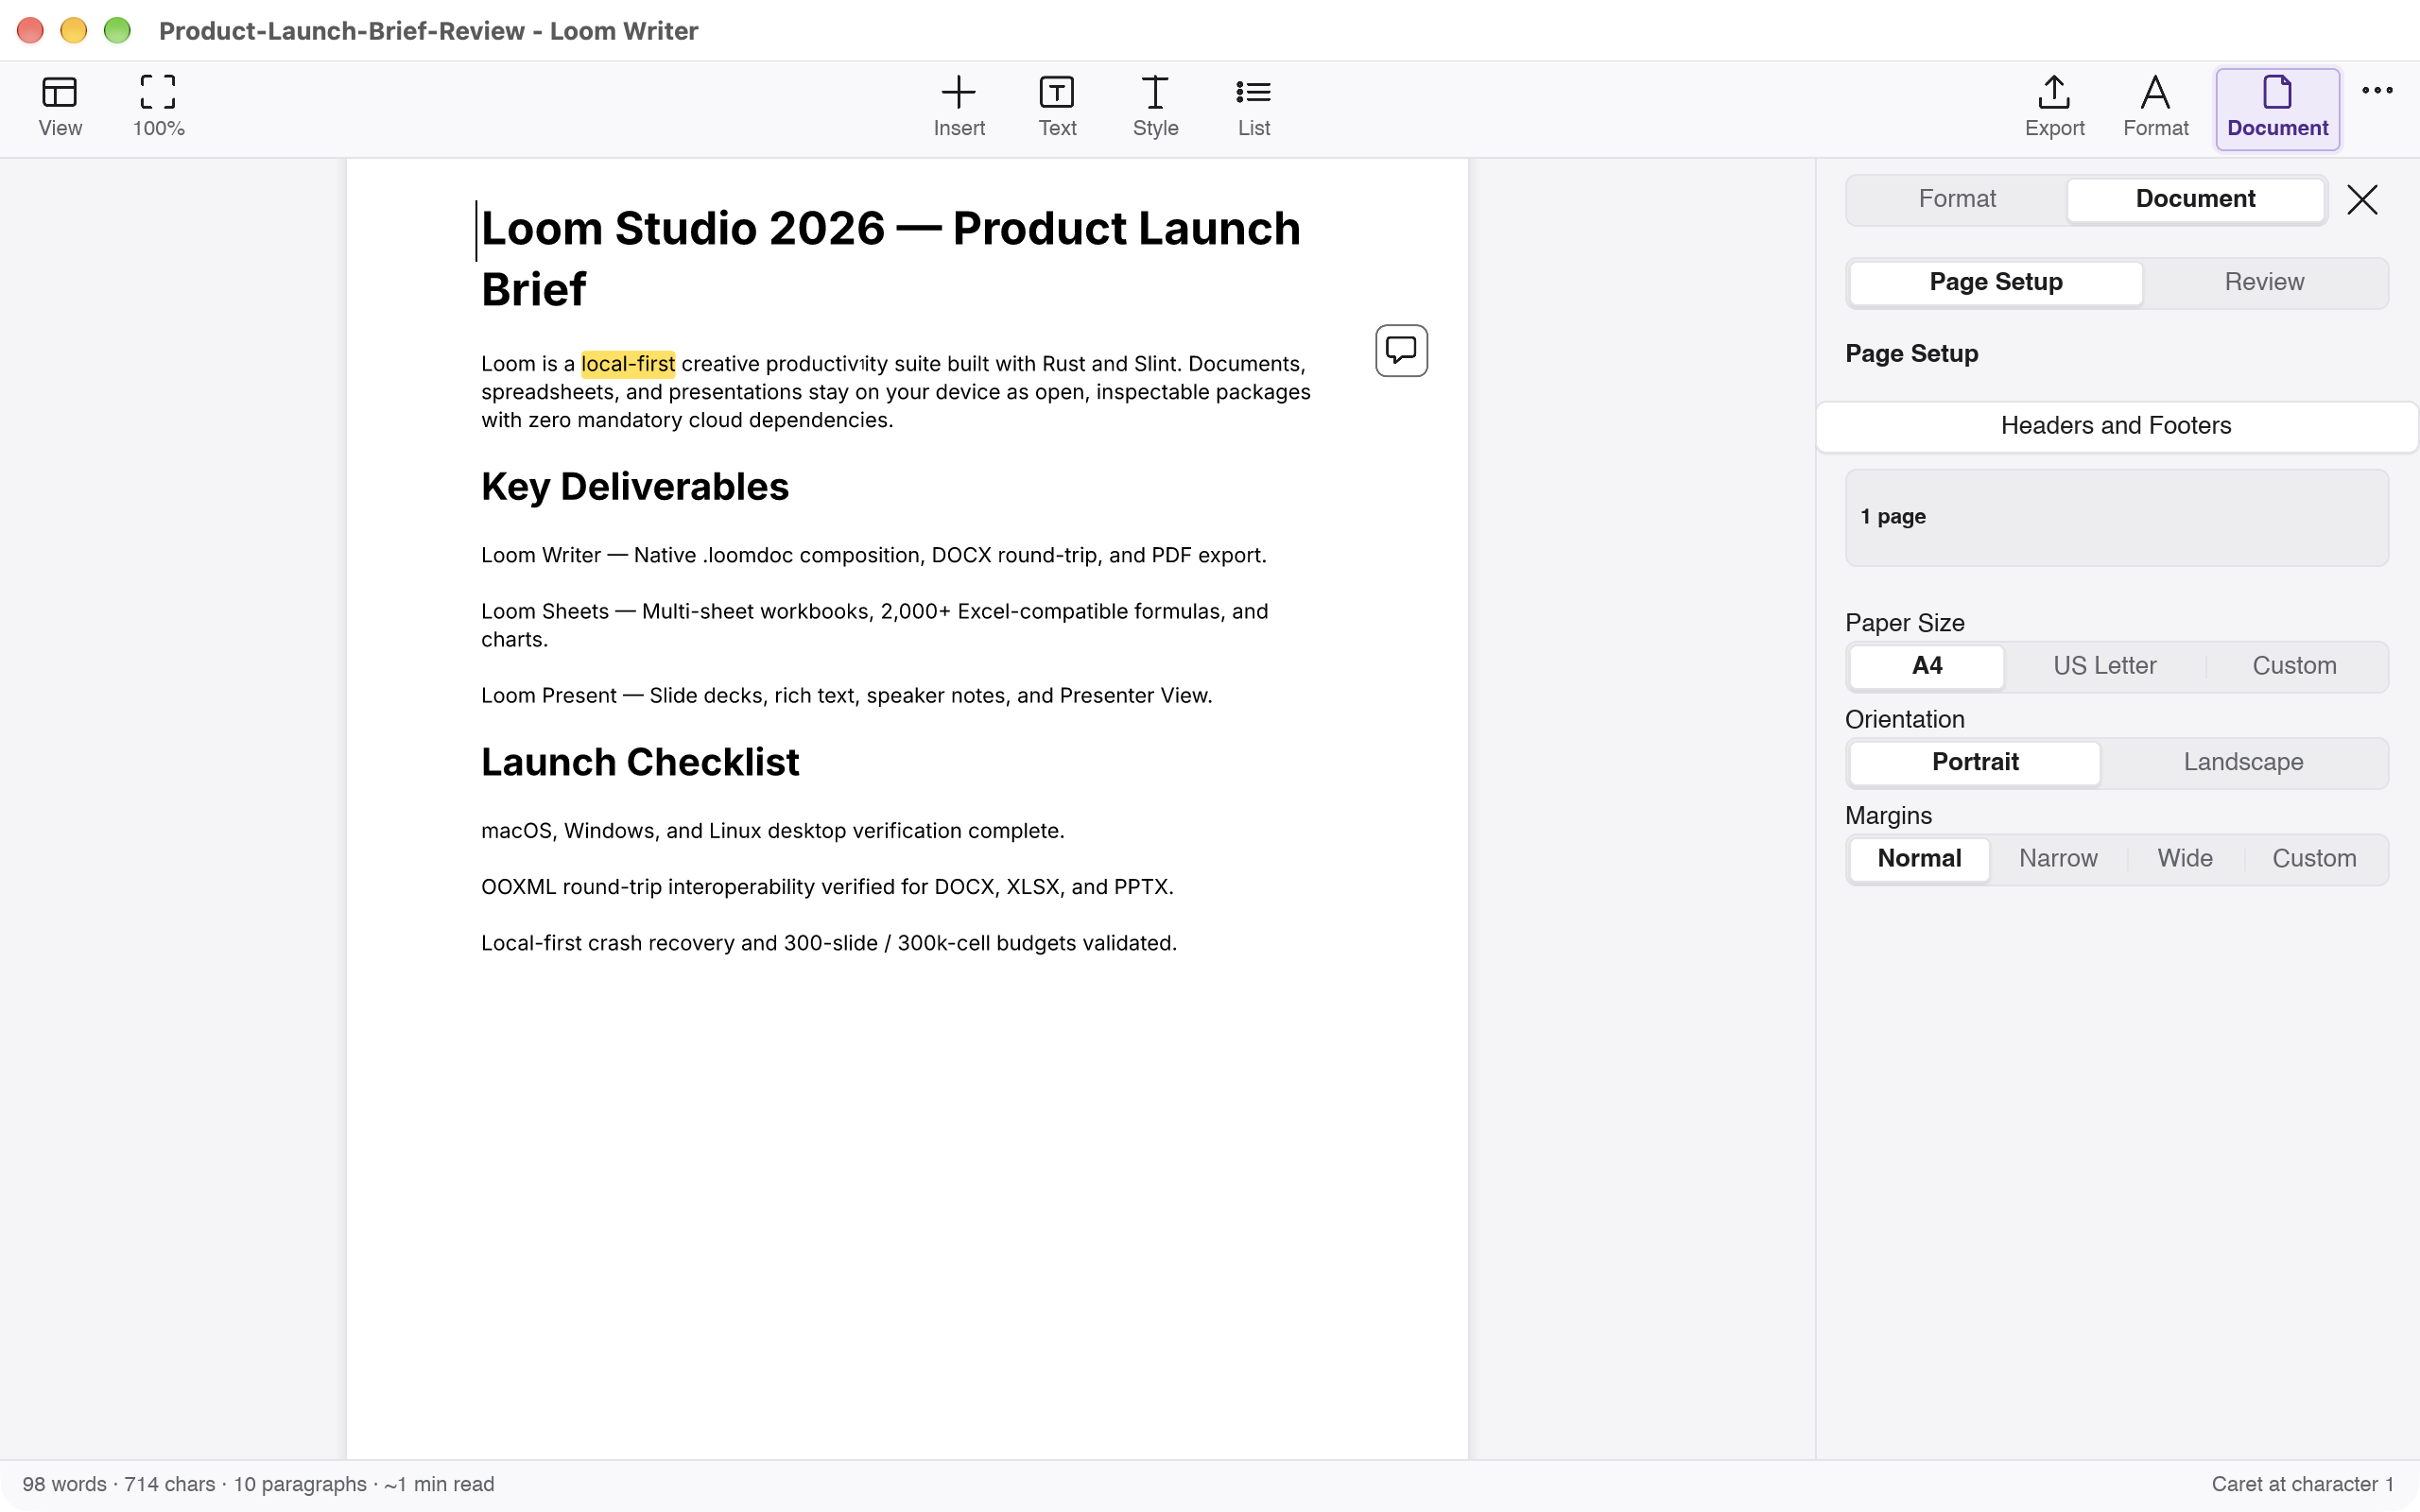 Product-Launch-Brief-Review - Loom Writer
View
100%
Insert
Text
Style
List
Export
Format
Document
Loom Studio 2026 — Product Launch
Brief
Loom is a local-first creative productivity suite built with Rust and Slint. Documents,
spreadsheets, and presentations stay on your device as open, inspectable packages
with zero mandatory cloud dependencies.
Key Deliverables
Loom Writer — Native .loomdoc composition, DOCX round-trip, and PDF export.
Loom Sheets — Multi-sheet workbooks, 2,000+ Excel-compatible formulas, and
charts.
Loom Present — Slide decks, rich text, speaker notes, and Presenter View.
Launch Checklist
macOS, Windows, and Linux desktop verification complete.
OOXML round-trip interoperability verified for DOCX, XLSX, and PPTX.
Local-first crash recovery and 300-slide / 300k-cell budgets validated.
Format Document
Page Setup Review
Page Setup
Headers and Footers
1 page
Paper Size
A4 US Letter Custom
Orientation
Portrait Landscape
Margins
Normal Narrow Wide Custom
98 words · 714 chars · 10 paragraphs · ~1 min read
Caret at character 1